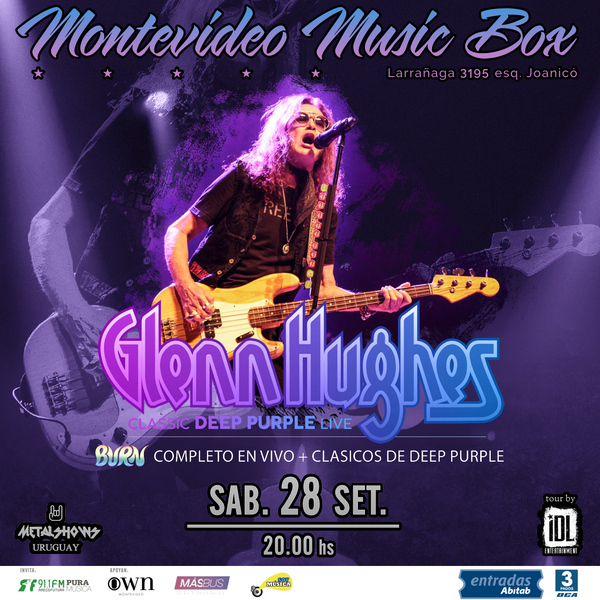 Montevideo Music Box
Larrañaga 3195 esq. Joanicó
Glenn Hughes
CLASSIC DEEP PURPLE LIVE
BURN COMPLETO EN VIVO + CLASICOS DE DEEP PURPLE
SAB. 28 SET.
20.00 hs
METALSHOWS
URUGUAY
tour by
iDL
ENTERTAINMENT
INVITA:
91.1FM PURA
MUSICA
APOYAN:
OWN
MONTEVIDEO
MASBUS
MUSICA
entradas
Abitab
3
PAGOS